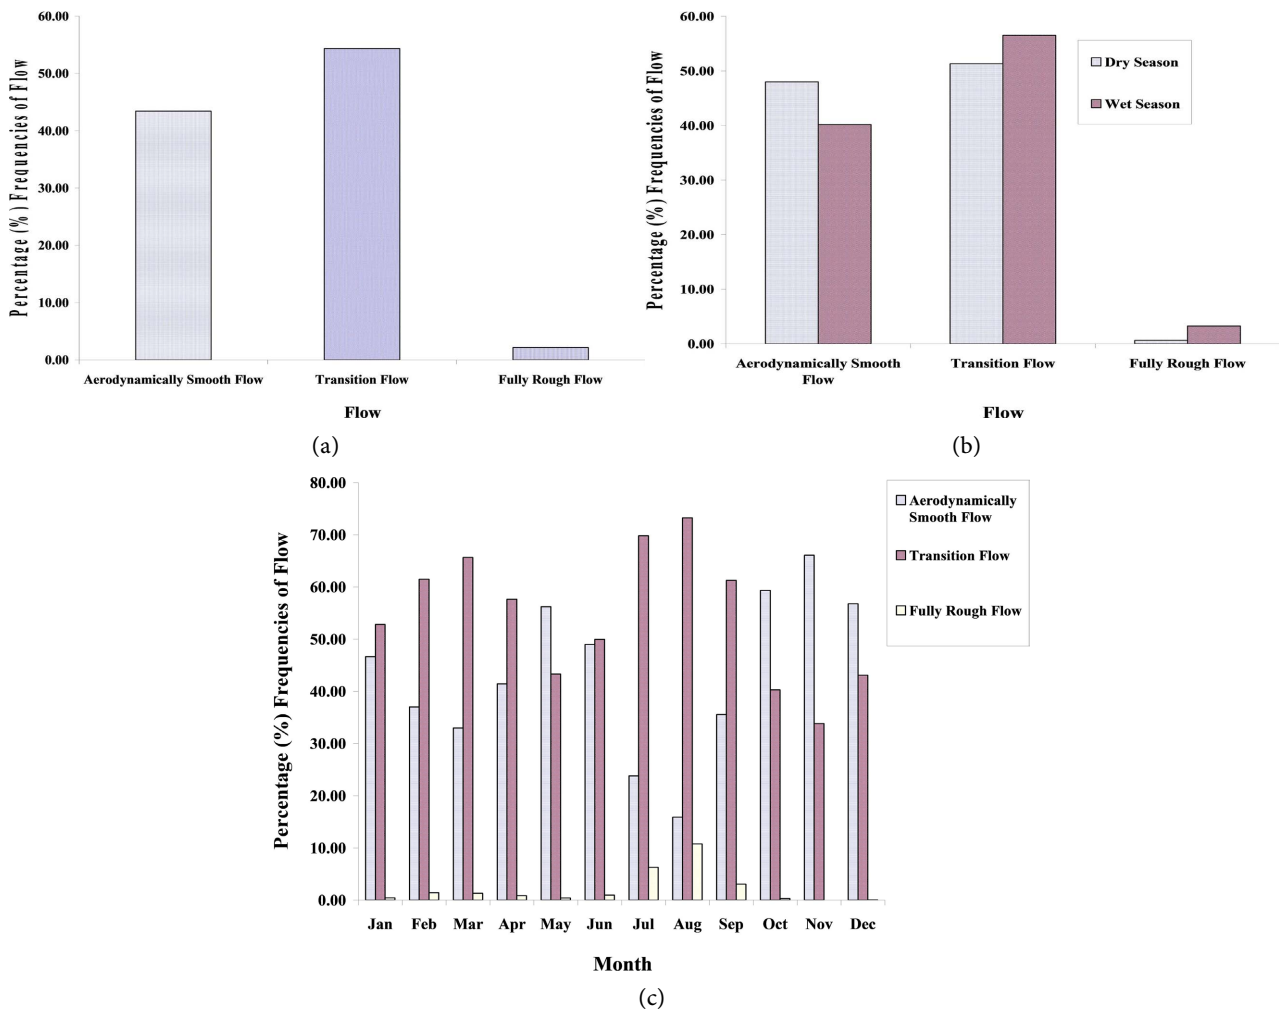 60.00
50.00
40.00
30.00
20.00
10.00
0.00
Percentage (%) Frequencies of Flow
Aerodynamically Smooth Flow
Transition Flow
Fully Rough Flow
Flow
(a)
60.00
50.00
40.00
30.00
20.00
10.00
0.00
Percentage (%) Frequencies of Flow
Dry Season
Wet Season
Aerodynamically Smooth
Flow
Transition Flow
Fully Rough Flow
Flow
(b)
80.00
70.00
60.00
50.00
40.00
30.00
20.00
10.00
0.00
Percentage (%) Frequencies of Flow
Aerodynamically
Smooth Flow
Transition Flow
Fully Rough Flow
Jan Feb Mar Apr May Jun Jul Aug Sep Oct Nov Dec
Month
(c)